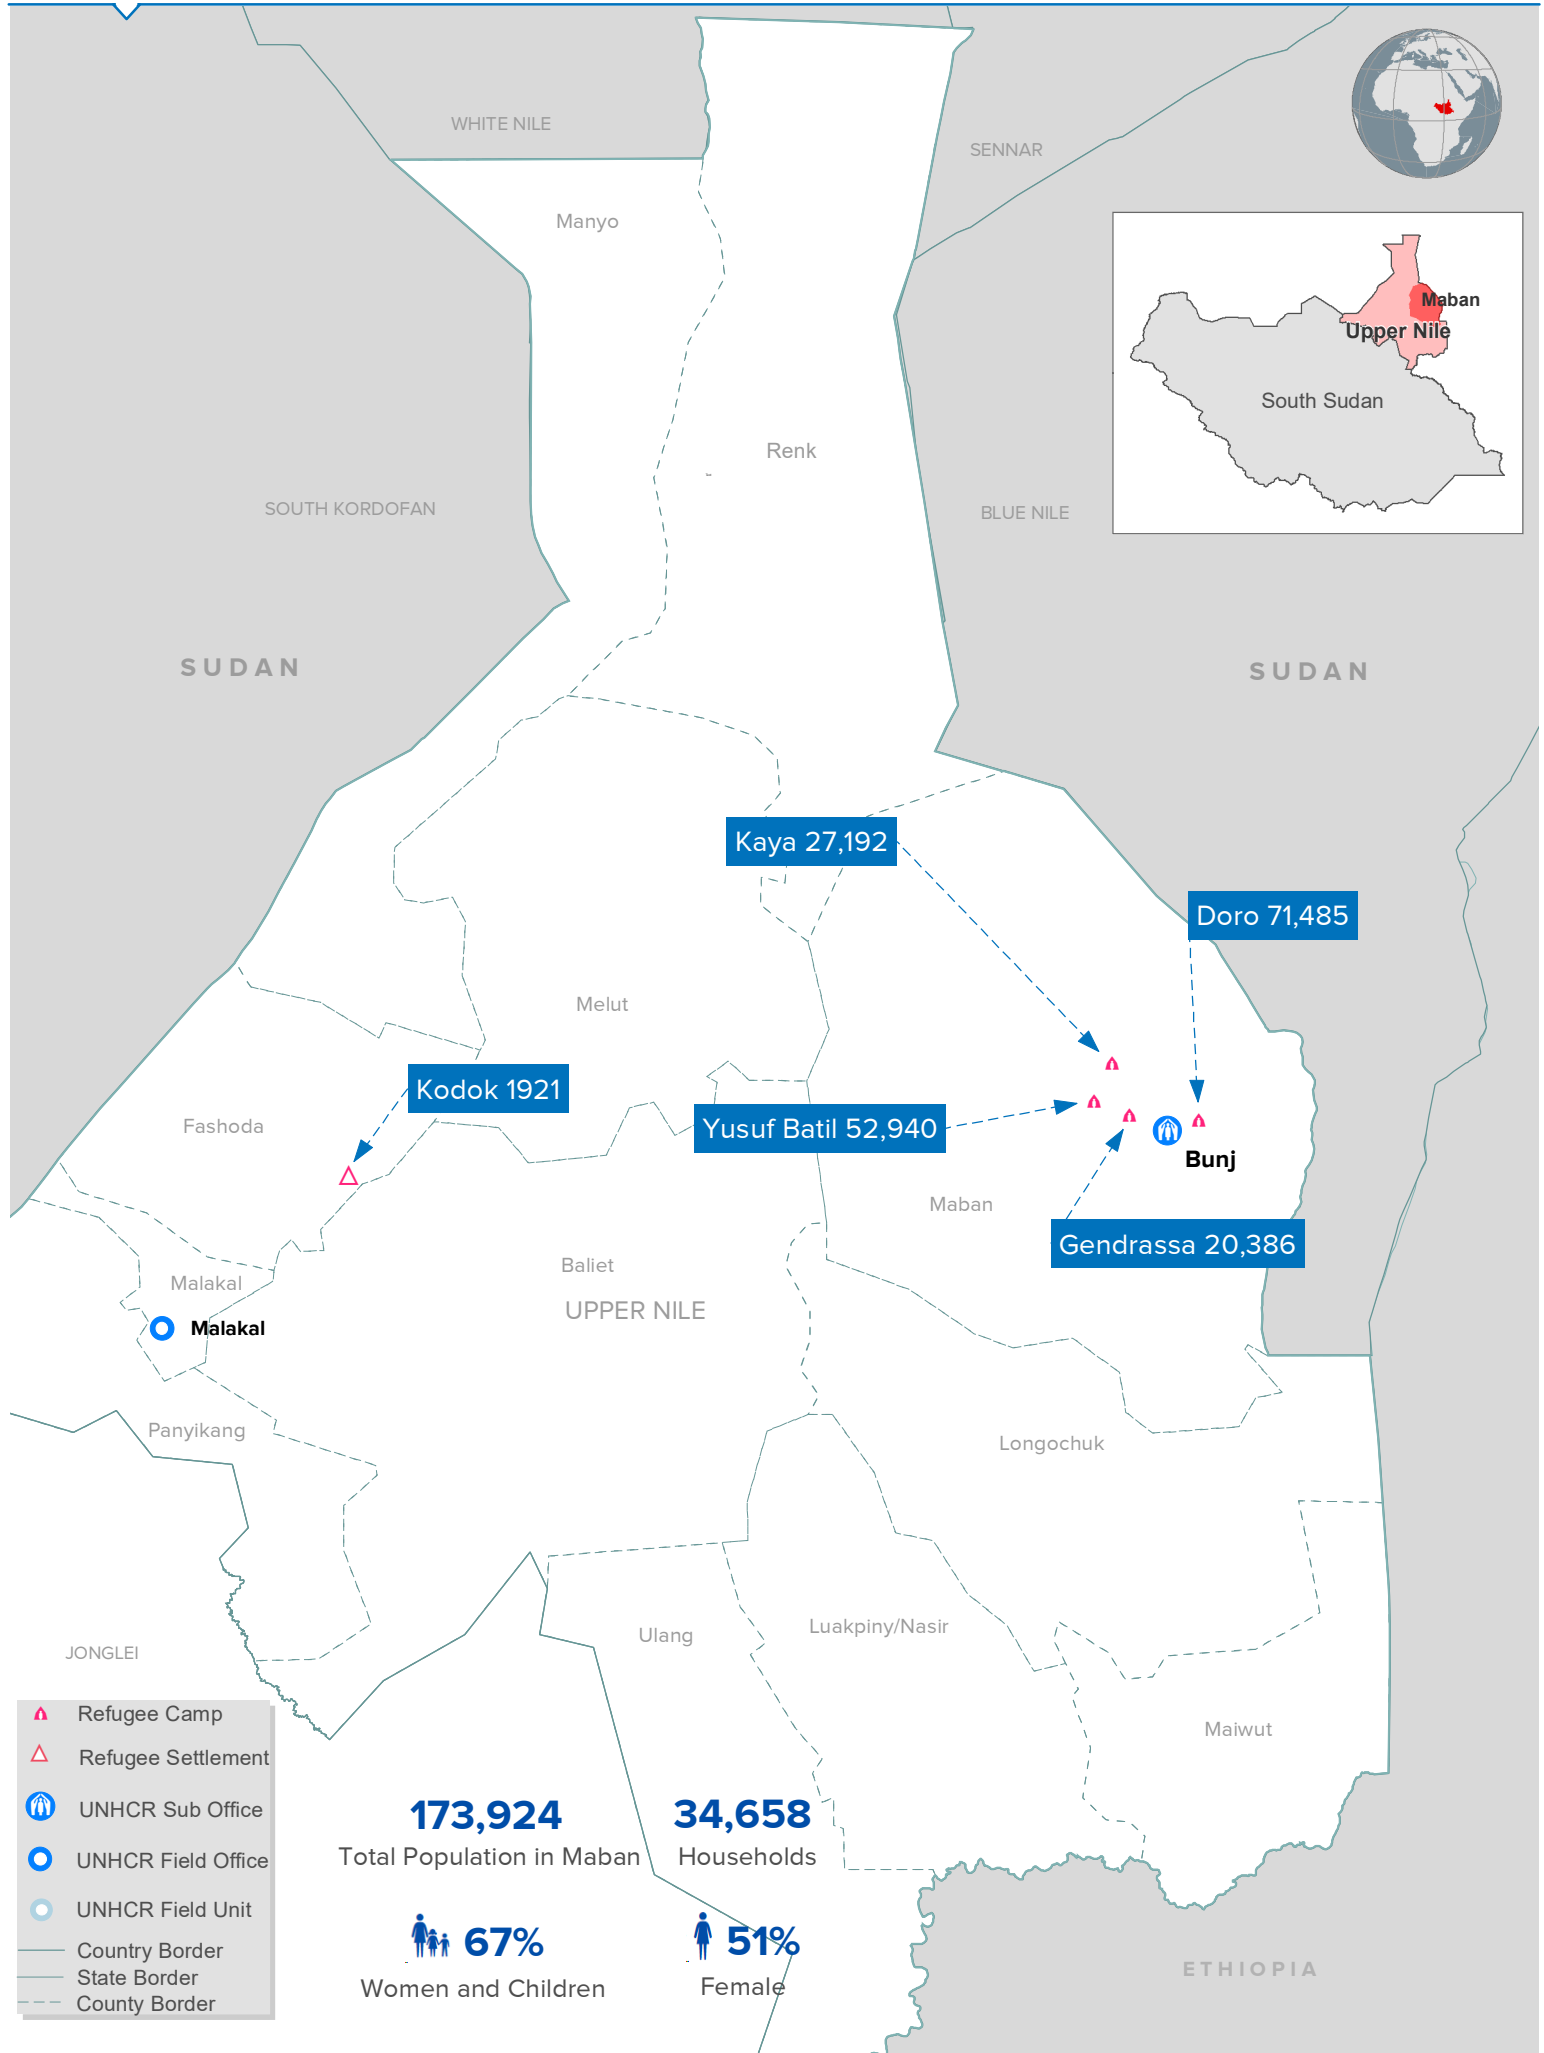 WHITE NILE
SENNAR
Manyo
Maban
Upper Nile
South Sudan
Renk
SOUTH KORDOFAN
BLUE NILE
SUDAN
SUDAN
Kaya 27,192
Doro 71,485
Melut
Kodok 1921
Fashoda
Yusuf Batil 52,940
Bunj
Maban
Gendrassa 20,386
Baliet
Malakal
UPPER NILE
Malakal
Panyikang
Longochuk
Ulang
Luakpiny/Nasir
JONGLEI
Maiwut
Refugee Camp
Refugee Settlement
UNHCR Sub Office
UNHCR Field Office
UNHCR Field Unit
Country Border
State Border
County Border
173,924
Total Population in Maban
34,658
Households
67%
Women and Children
51%
Female
ETHIOPIA